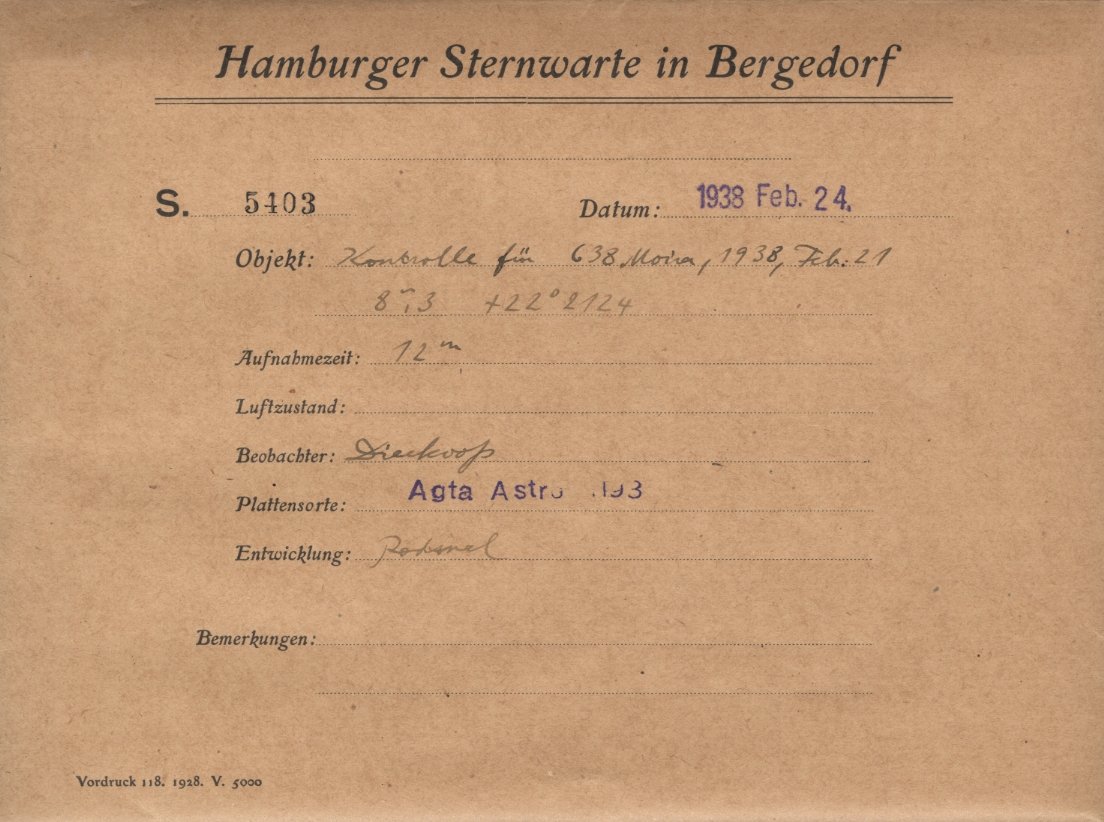 Hamburger Sternwarte in Bergedorf
S. 5403 Datum: 1938 Feb. 24.
Objekt: Kontrolle für 638 Moira, 1938, Feb. 21
8ᵐ,3 +22°2124
Aufnahmezeit: 12ᵐ
Luftzustand:
Beobachter: Dieckvoß
Plattensorte: Agfa Astro
Entwicklung: Rodinal
Bemerkungen:
Vordruck 118. 1928. V. 5000